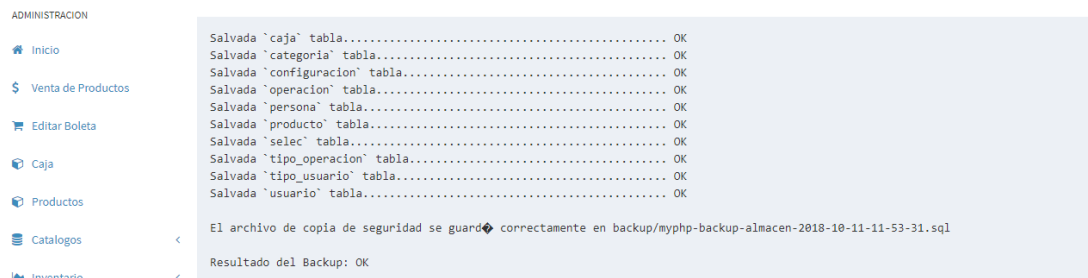 ADMINISTRACION
Inicio
Venta de Productos
Editar Boleta
Caja
Productos
Catalogos
Inventario
Salvada `caja` tabla................................................. OK
Salvada `categoria` tabla............................................ OK
Salvada `configuracion` tabla........................................ OK
Salvada `operacion` tabla............................................ OK
Salvada `persona` tabla.............................................. OK
Salvada `producto` tabla............................................. OK
Salvada `selec` tabla................................................ OK
Salvada `tipo_operacion` tabla....................................... OK
Salvada `tipo_usuario` tabla......................................... OK
Salvada `usuario` tabla.............................................. OK
El archivo de copia de seguridad se guard� correctamente en backup/myphp-backup-almacen-2018-10-11-11-53-31.sql
Resultado del Backup: OK